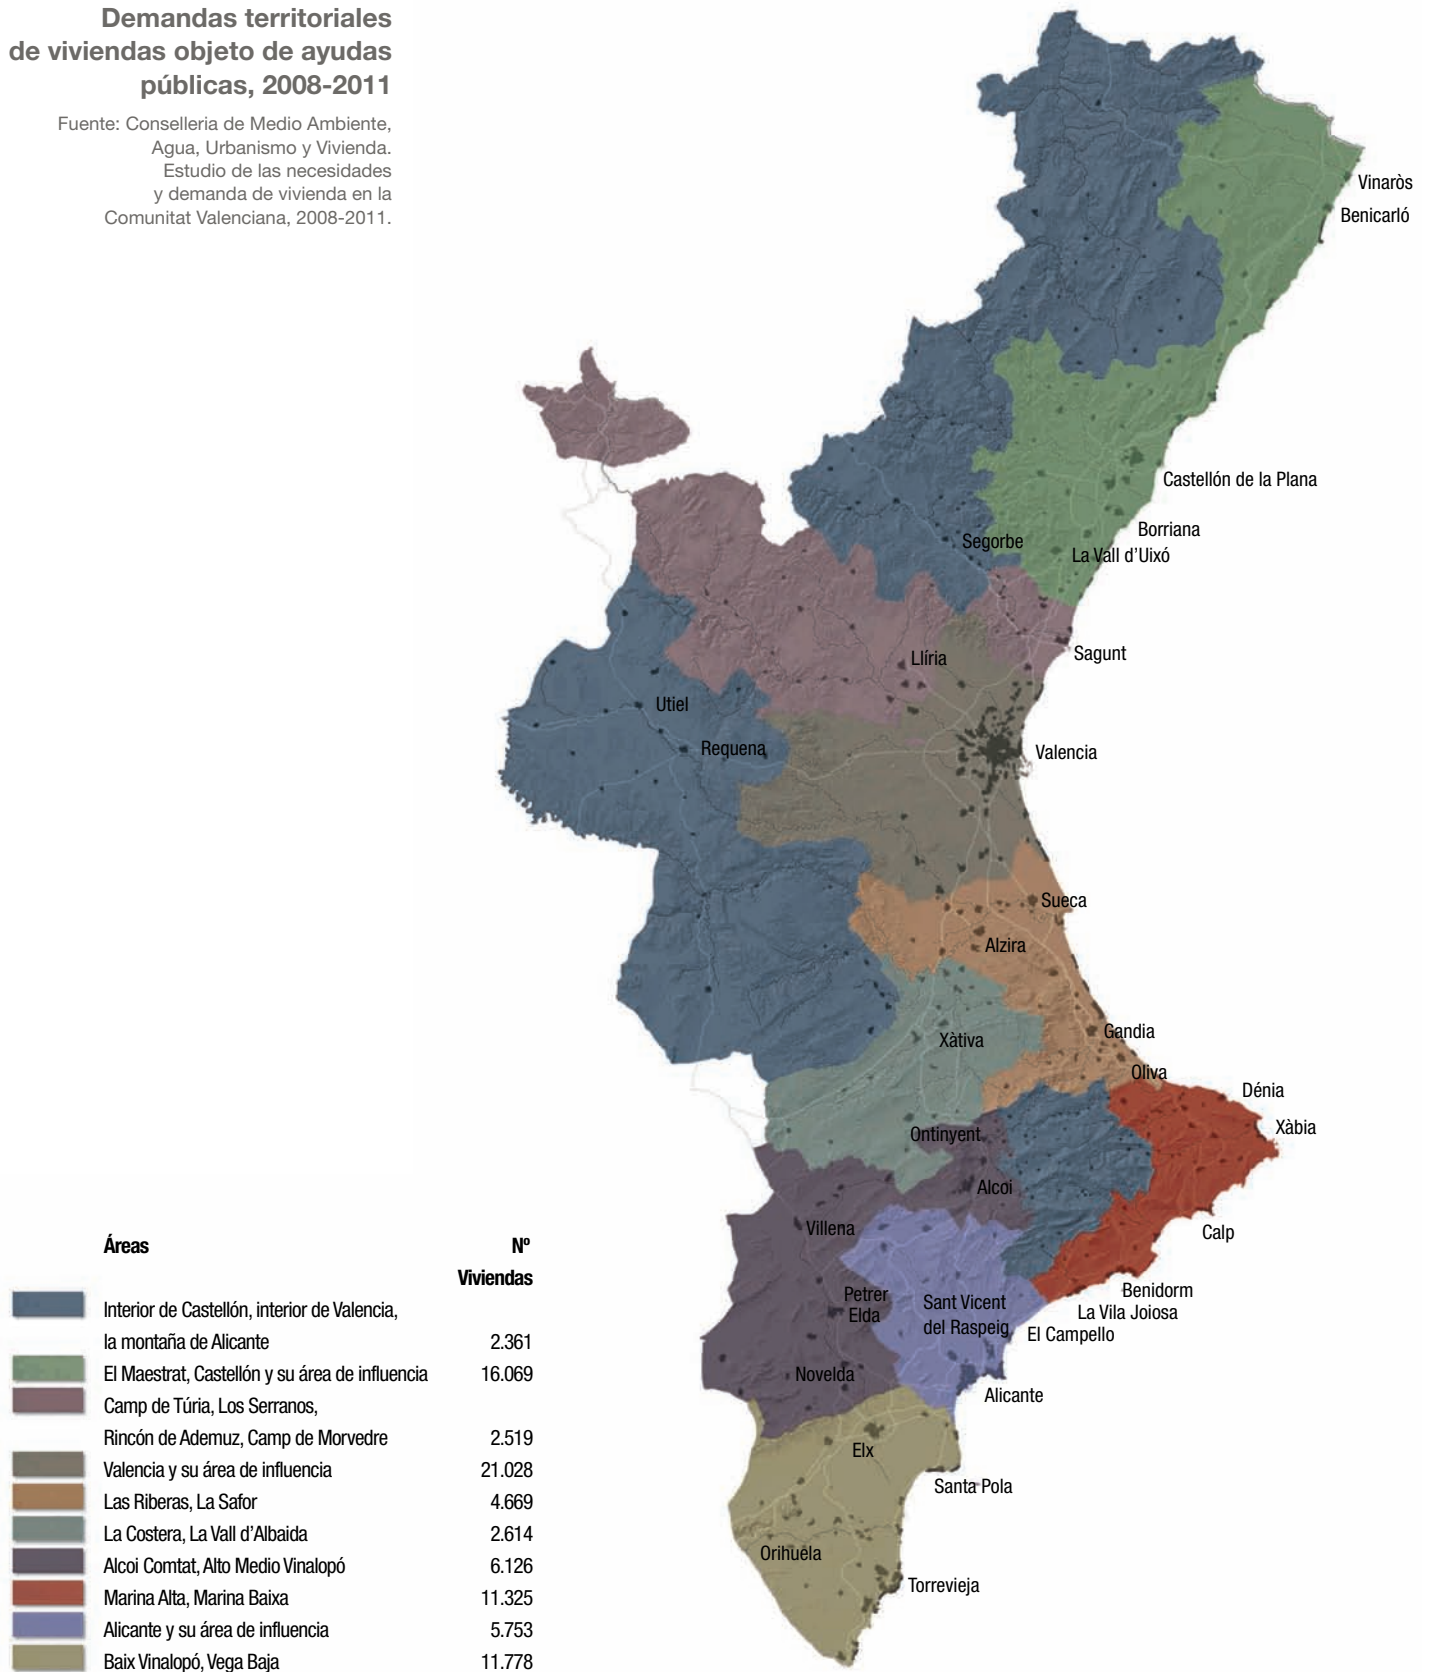 Demandas territoriales
de viviendas objeto de ayudas
públicas, 2008-2011
Fuente: Conselleria de Medio Ambiente,
Agua, Urbanismo y Vivienda.
Estudio de las necesidades
y demanda de vivienda en la
Comunitat Valenciana, 2008-2011.
Vinaròs
Benicarló
Castellón de la Plana
Borriana
Segorbe
La Vall d’Uixó
Sagunt
Llíria
Utiel
Requena
Valencia
Sueca
Alzira
Gandia
Xàtiva
Oliva
Dénia
Xàbia
Ontinyent
Alcoi
Villena
Calp
Benidorm
La Vila Joiosa
El Campello
Petrer
Elda
Sant Vicent
del Raspeig
Novelda
Alicante
Elx
Santa Pola
Orihuela
Torrevieja
Áreas Nº
Viviendas
Interior de Castellón, interior de Valencia,
la montaña de Alicante 2.361
El Maestrat, Castellón y su área de influencia 16.069
Camp de Túria, Los Serranos,
Rincón de Ademuz, Camp de Morvedre 2.519
Valencia y su área de influencia 21.028
Las Riberas, La Safor 4.669
La Costera, La Vall d’Albaida 2.614
Alcoi Comtat, Alto Medio Vinalopó 6.126
Marina Alta, Marina Baixa 11.325
Alicante y su área de influencia 5.753
Baix Vinalopó, Vega Baja 11.778